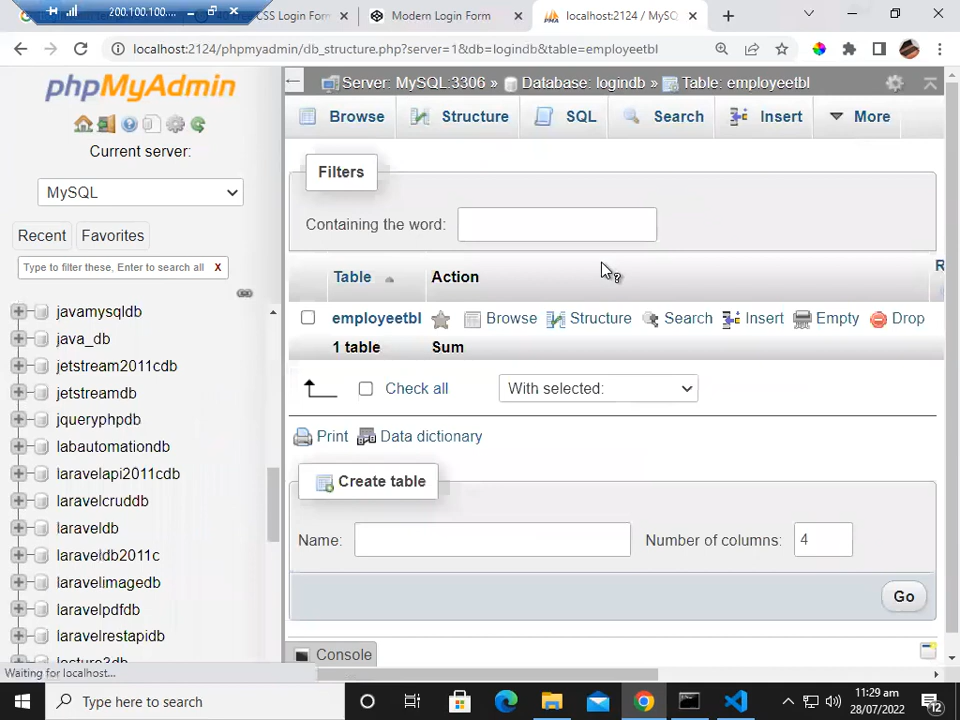 200.100.100....
CSS Login Form
Modern Login Form
localhost:2124 / MySQ
localhost:2124/phpmyadmin/db_structure.php?server=1&db=logindb&table=employeetbl
phpMyAdmin
Current server:
MySQL
Recent
Favorites
Type to filter these, Enter to search all
X
javamysqldb
java_db
jetstream2011cdb
jetstreamdb
jqueryphpdb
labautomationdb
laravelapi2011cdb
laravelcruddb
laraveldb
laraveldb2011c
laravelimagedb
laravelpdfdb
laravelrestapidb
lecture3db
Waiting for localhost...
Server: MySQL:3306 » Database: logindb » Table: employeetbl
Browse
Structure
SQL
Search
Insert
More
Filters
Containing the word:
Table
Action
R
employeetbl
Browse
Structure
Search
Insert
Empty
Drop
1 table
Sum
Check all
With selected:
Print
Data dictionary
Create table
Name:
Number of columns:
4
Go
Console
Type here to search
11:29 am
28/07/2022
12